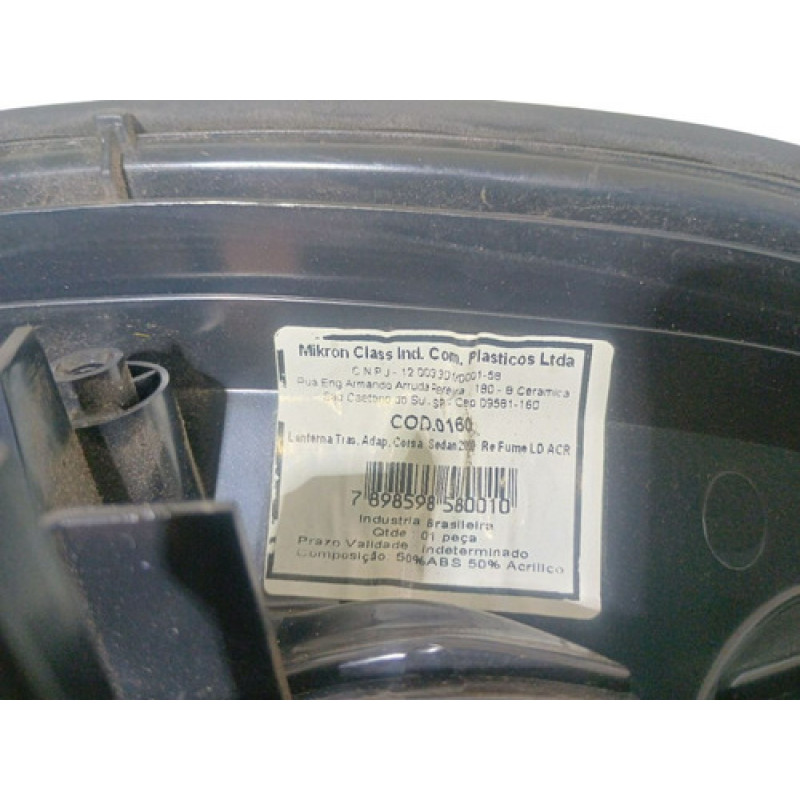 Mikron Class Ind. Com. Plasticos Ltda
C.N.P.J - 12.003.301/0001-58
Rua Eng Armando Arruda Pereira, 180 - B Ceramica
Sao Caetano do Sul - sp - Cep 09581-160
COD.0160
Lanterna Tras. Adap. Corsa Sedan Re Fume LD ACR
7 898598 580010
Industria Brasileira
Qtde 01 peça
Prazo Validade Indeterminado
Composição: 50%ABS 50% Acrilico